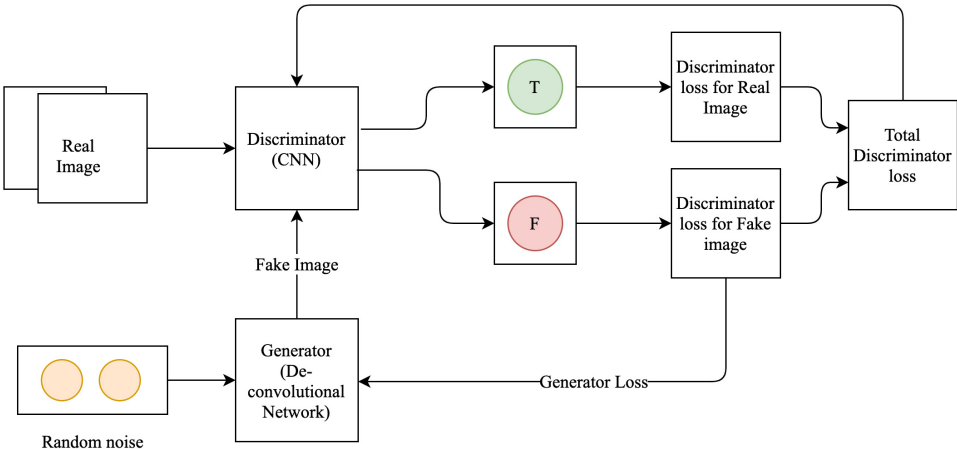 Real
Image
Discriminator
(CNN)
T
Discriminator
loss for Real
Image
Total
Discriminator
loss
F
Discriminator
loss for Fake
image
Fake Image
Generator
(De-
convolutional
Network)
Generator Loss
Random noise